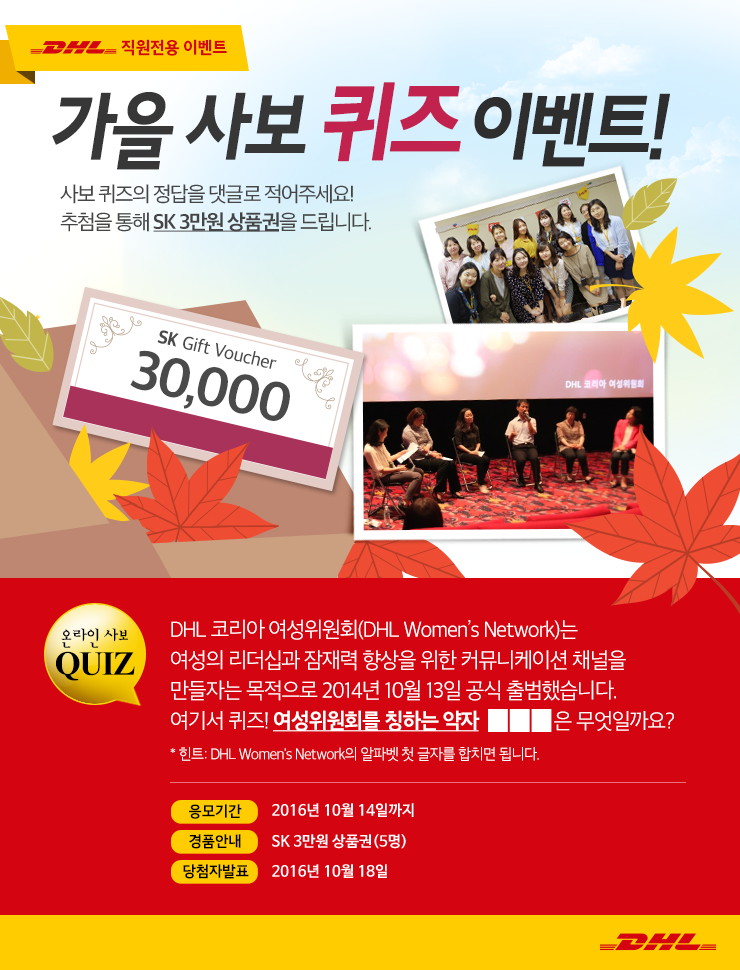 DHL 직원전용 이벤트
가을 사보 퀴즈 이벤트!
사보 퀴즈의 정답을 댓글로 적어주세요!
추첨을 통해 SK 3만원 상품권을 드립니다.
SK Gift Voucher
30,000
DHL 코리아 여성위원회
온라인 사보
QUIZ
DHL 코리아 여성위원회(DHL Women's Network)는
여성의 리더십과 잠재력 향상을 위한 커뮤니케이션 채널을
만들자는 목적으로 2014년 10월 13일 공식 출범했습니다.
여기서 퀴즈! 여성위원회를 칭하는 약자 ■■■은 무엇일까요?
* 힌트: DHL Women's Network의 알파벳 첫 글자를 합치면 됩니다.
응모기간 2016년 10월 14일까지
경품안내 SK 3만원 상품권(5명)
당첨자발표 2016년 10월 18일
DHL